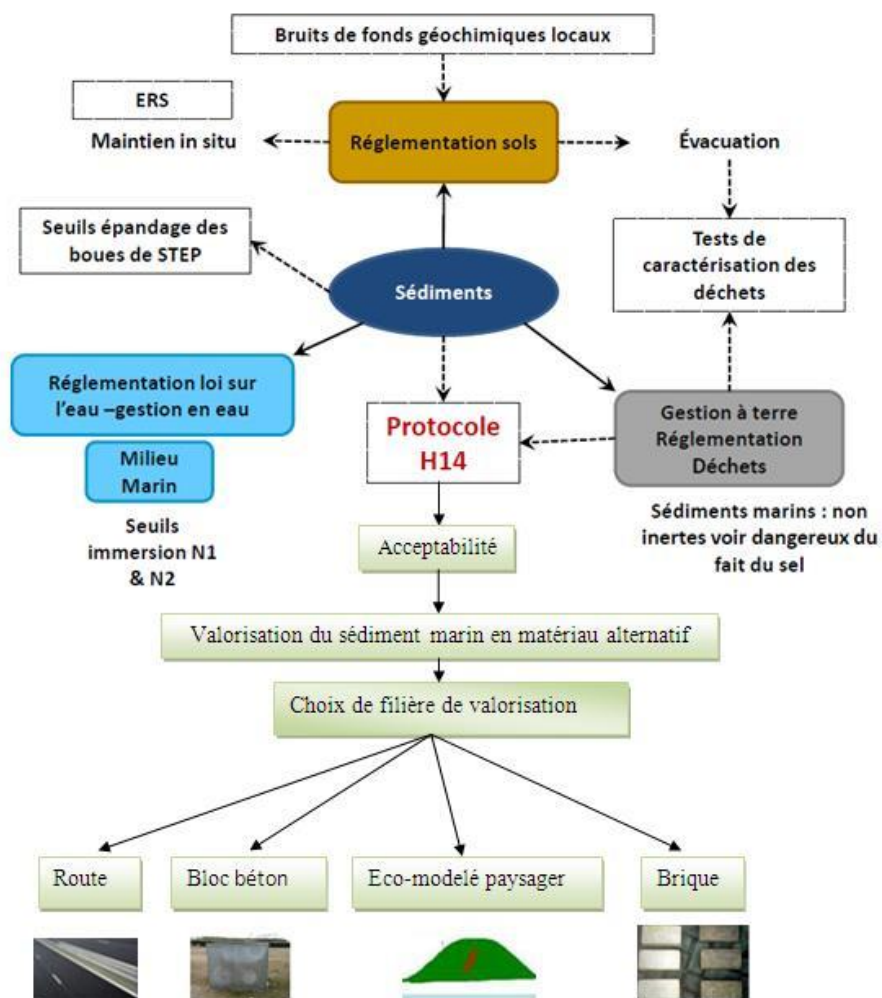 Bruits de fonds géochimiques locaux
ERS
Maintien in situ
Réglementation sols
Évacuation
Seuils épandage des
boues de STEP
Sédiments
Tests de
caractérisation des
déchets
Réglementation loi sur
l'eau –gestion en eau
Milieu
Marin
Seuils
immersion N1
& N2
Protocole
H14
Gestion à terre
Réglementation
Déchets
Sédiments marins : non
inertes voir dangereux du
fait du sel
Acceptabilité
Valorisation du sédiment marin en matériau alternatif
Choix de filière de valorisation
Route
Bloc béton
Eco-modelé paysager
Brique